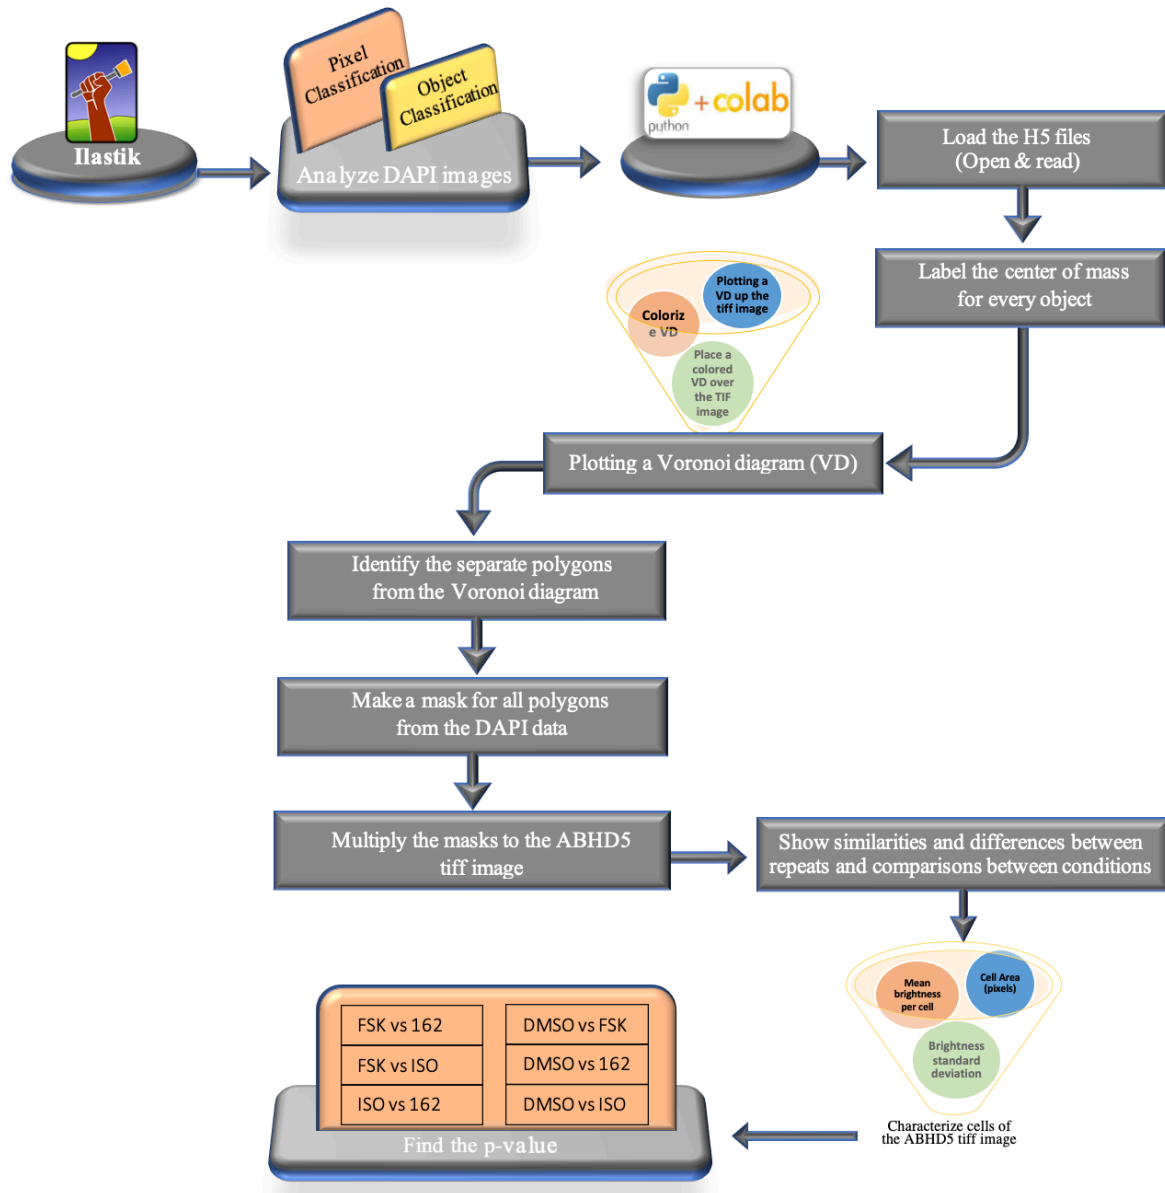 Ilastik
Pixel
Classification
Object
Classification
Analyze DAPI images
python
+ colab
Load the H5 files
(Open & read)
Label the center of mass
for every object
Plotting a
VD up the
tiff image
Coloriz
e VD
Place a
colored
VD over
the TIF
image
Plotting a Voronoi diagram (VD)
Identify the separate polygons
from the Voronoi diagram
Make a mask for all polygons
from the DAPI data
Multiply the masks to the ABHD5
tiff image
Show similarities and differences between
repeats and comparisons between conditions
Mean
brightness
per cell
Cell Area
(pixels)
Brightness
standard
deviation
Characterize cells of
the ABHD5 tiff image
FSK vs 162
DMSO vs FSK
FSK vs ISO
DMSO vs 162
ISO vs 162
DMSO vs ISO
Find the p-value